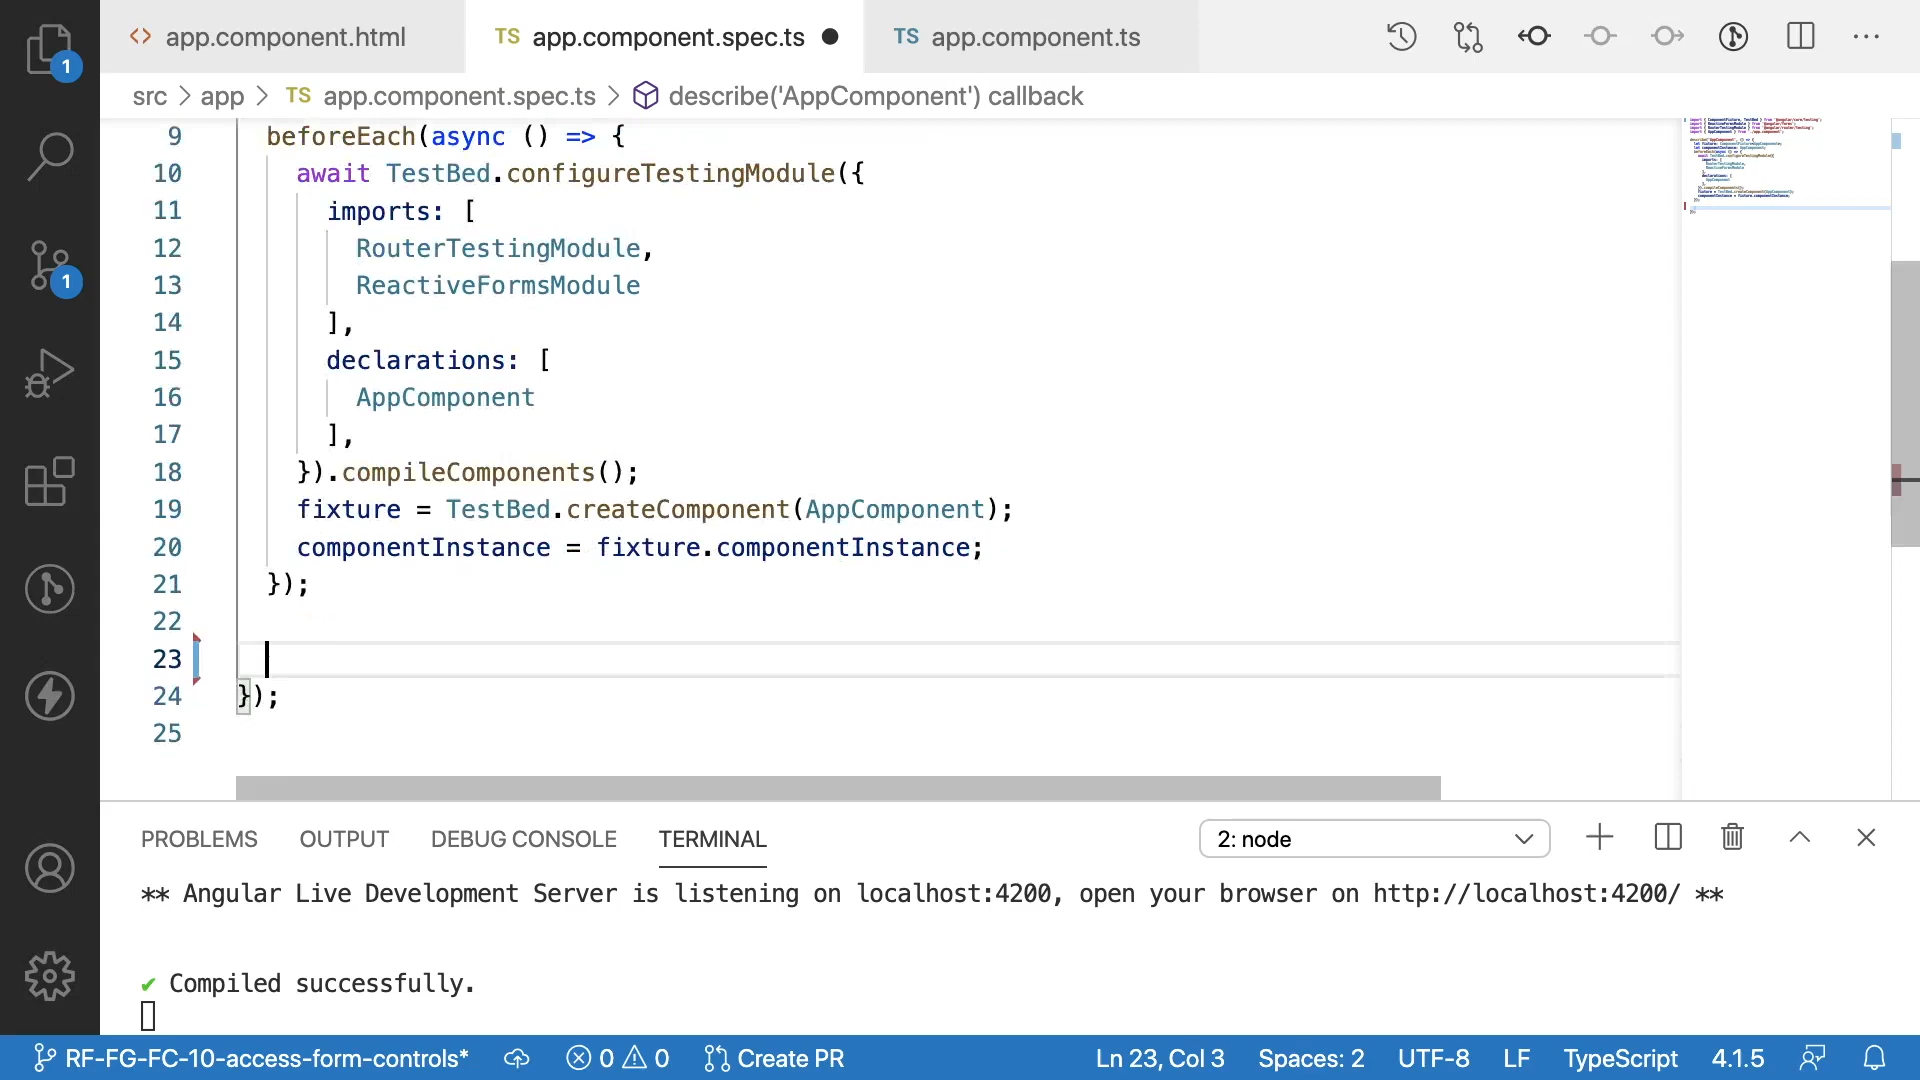 <> app.component.html TS app.component.spec.ts TS app.component.ts
src > app > TS app.component.spec.ts > describe('AppComponent') callback
9 beforeEach(async () => {
10 await TestBed.configureTestingModule({
11 imports: [
12 RouterTestingModule,
13 ReactiveFormsModule
14 ],
15 declarations: [
16 AppComponent
17 ],
18 }).compileComponents();
19 fixture = TestBed.createComponent(AppComponent);
20 componentInstance = fixture.componentInstance;
21 });
22
23
24 });
25
1
1
PROBLEMS OUTPUT DEBUG CONSOLE TERMINAL 2: node
** Angular Live Development Server is listening on localhost:4200, open your browser on http://localhost:4200/ **
✔ Compiled successfully.
RF-FG-FC-10-access-form-controls* 0 0 Create PR Ln 23, Col 3 Spaces: 2 UTF-8 LF TypeScript 4.1.5